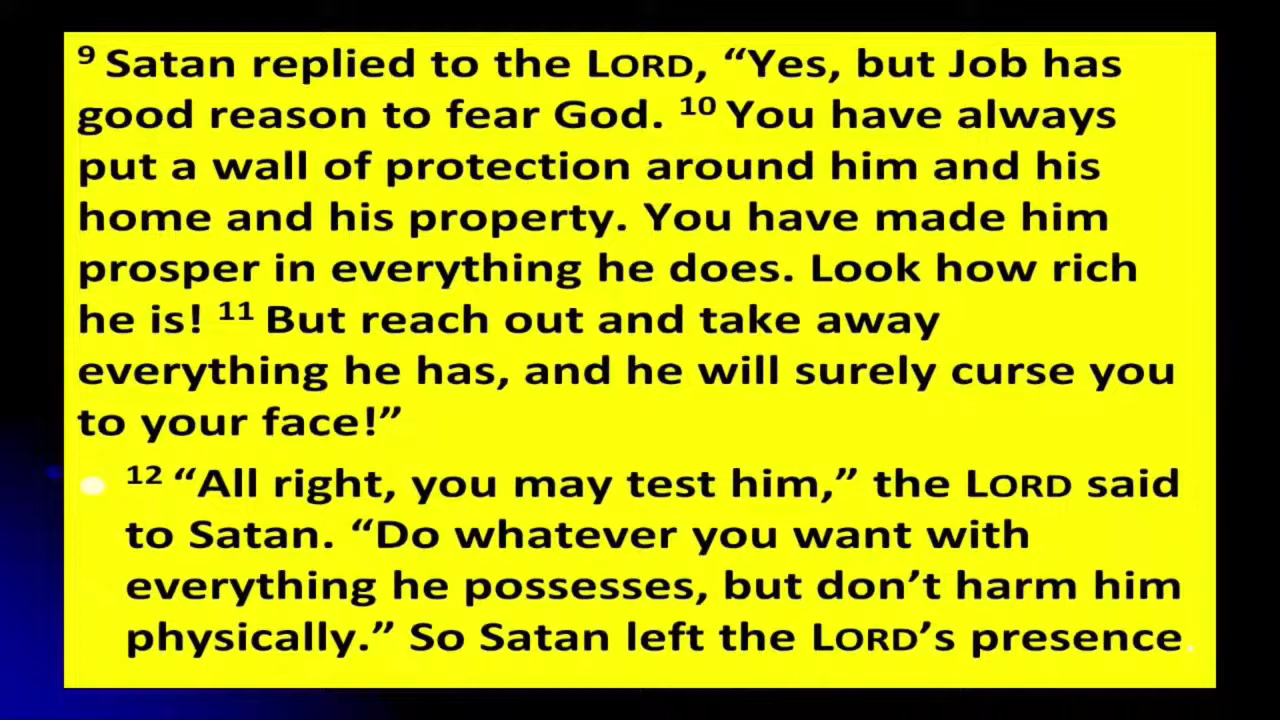 ⁹ Satan replied to the LORD, “Yes, but Job has
good reason to fear God. ¹⁰ You have always
put a wall of protection around him and his
home and his property. You have made him
prosper in everything he does. Look how rich
he is! ¹¹ But reach out and take away
everything he has, and he will surely curse you
to your face!”
• ¹² “All right, you may test him,” the LORD said
to Satan. “Do whatever you want with
everything he possesses, but don’t harm him
physically.” So Satan left the LORD’s presence.